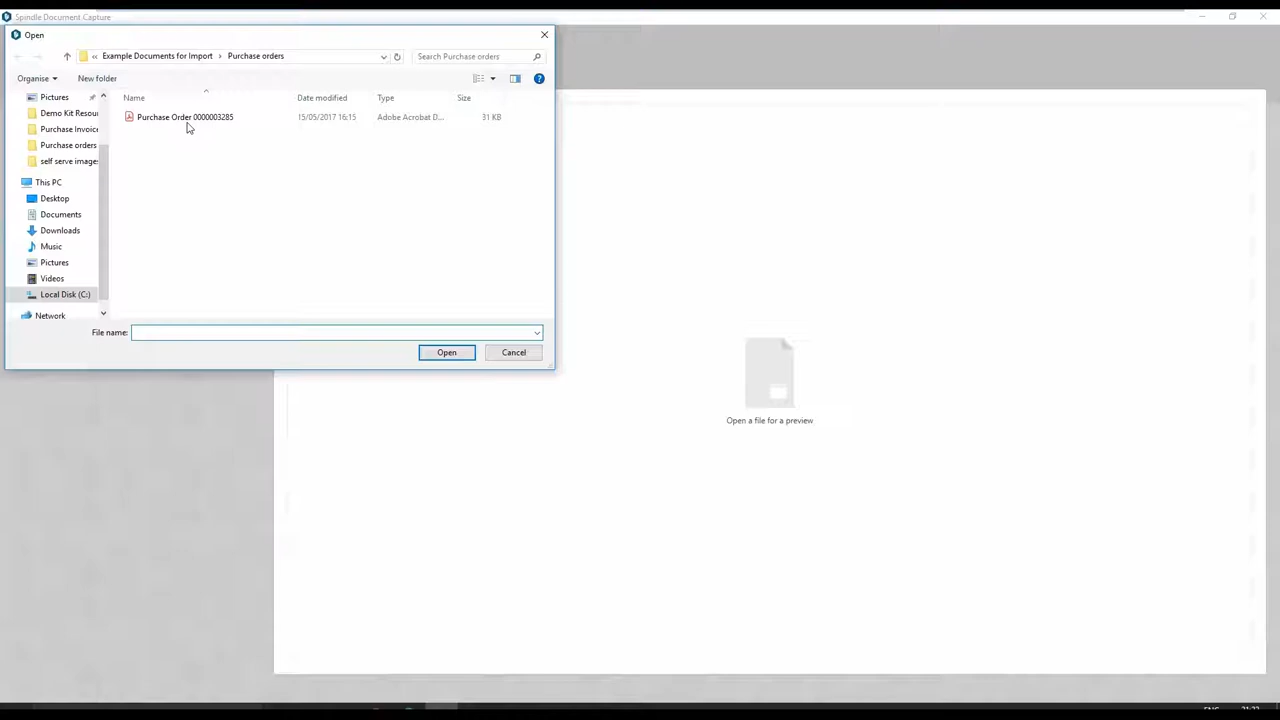 Spindle Document Capture
Open
« Example Documents for Import › Purchase orders
Search Purchase orders
Organise
New folder
Name
Date modified
Type
Size
Purchase Order 0000003285
15/05/2017 16:15
Adobe Acrobat D...
31 KB
Pictures
Demo Kit Resou
Purchase Invoice
Purchase orders
self serve images
This PC
Desktop
Documents
Downloads
Music
Pictures
Videos
Local Disk (C:)
Network
File name:
Open
Cancel
Open a file for a preview